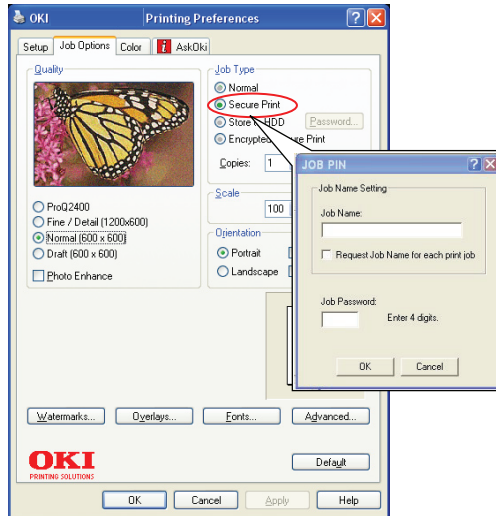 OKI Printing Preferences
Setup Job Options Color AskOki
Quality
ProQ2400
Fine / Detail (1200x600)
Normal (600 x 600)
Draft (600 x 600)
Photo Enhance
Job Type
Normal
Secure Print
Store HDD Password...
Encrypted Print
Copies: 1
Scale
100
Orientation
Portrait
Landscape
JOB PIN
Job Name Setting
Job Name:
Request Job Name for each print job
Job Password:
Enter 4 digits.
OK Cancel
Watermarks... Overlays... Fonts... Advanced...
OKI
PRINTING SOLUTIONS
Default
OK Cancel Apply Help